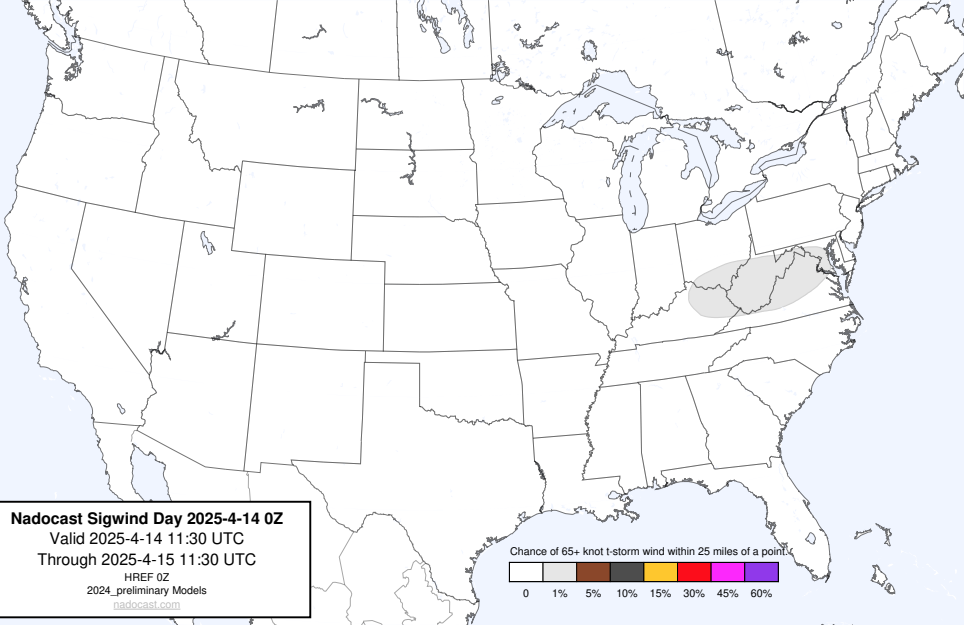 Nadocast Sigwind Day 2025-4-14 0Z
Valid 2025-4-14 11:30 UTC
Through 2025-4-15 11:30 UTC
HREF 0Z
2024_preliminary Models
nadocast.com
Chance of 65+ knot t-storm wind within 25 miles of a point.
0 1% 5% 10% 15% 30% 45% 60%